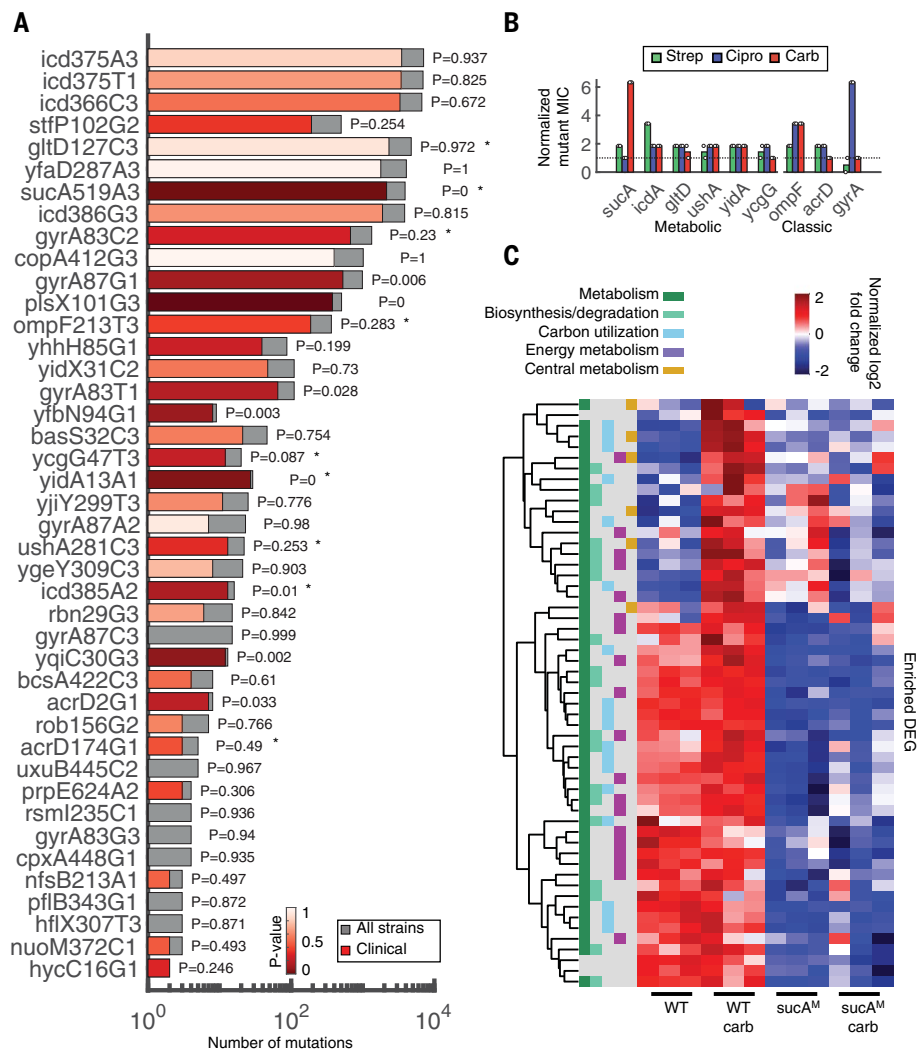 A
icd375A3 P=0.937
icd375T1 P=0.825
icd366C3 P=0.672
stfP102G2 P=0.254
gltD127C3 P=0.972 *
yfaD287A3 P=1
sucA519A3 P=0 *
icd386G3 P=0.815
gyrA83C2 P=0.23 *
copA412G3 P=1
gyrA87G1 P=0.006
plsX101G3 P=0
ompF213T3 P=0.283 *
yhhH85G1 P=0.199
yidX31C2 P=0.73
gyrA83T1 P=0.028
yfbN94G1 P=0.003
basS32C3 P=0.754
ycgG47T3 P=0.087 *
yidA13A1 P=0 *
yjiY299T3 P=0.776
gyrA87A2 P=0.98
ushA281C3 P=0.253 *
ygeY309C3 P=0.903
icd385A2 P=0.01 *
rbn29G3 P=0.842
gyrA87C3 P=0.999
yqiC30G3 P=0.002
bcsA422C3 P=0.61
acrD2G1 P=0.033
rob156G2 P=0.766
acrD174G1 P=0.49 *
uxuB445C2 P=0.967
prpE624A2 P=0.306
rsmI235C1 P=0.936
gyrA83G3 P=0.94
cpxA448G1 P=0.935
nfsB213A1 P=0.497
pflB343G1 P=0.872
hflX307T3 P=0.871
nuoM372C1 P=0.493
hycC16G1 P=0.246
P-value
1
0.5
0
All strains
Clinical
10⁰ 10² 10⁴
Number of mutations
B
Strep Cipro Carb
Normalized
mutant MIC
6
4
2
0
sucA icdA gltD ushA yidA ycgG ompF acrD gyrA
Metabolic Classic
C
Metabolism
Biosynthesis/degradation
Carbon utilization
Energy metabolism
Central metabolism
2
0
-2
Normalized log2
fold change
Enriched DEG
WT WT sucAᴹ sucAᴹ
carb carb